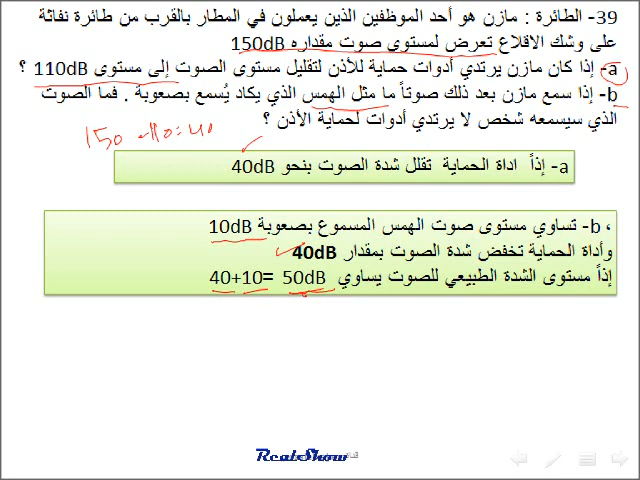 39- الطائرة : مازن هو أحد الموظفين الذين يعملون في المطار بالقرب من طائرة نفاثة
على وشك الاقلاع تعرض لمستوى صوت مقداره 150dB
a- إذا كان مازن يرتدي أدوات حماية للأذن لتقليل مستوى الصوت إلى مستوى 110dB ؟
b- إذا سمع مازن بعد ذلك صوتاً ما مثل الهمس الذي يكاد يُسمع بصعوبة . فما الصوت
الذي سيسمعه شخص لا يرتدي أدوات لحماية الأذن ؟
150-110=40
a- إذاً اداة الحماية تقلل شدة الصوت بنحو 40dB
، b- تساوي مستوى صوت الهمس المسموع بصعوبة 10dB
وأداة الحماية تخفض شدة الصوت بمقدار 40dB
إذاً مستوى الشدة الطبيعي للصوت يساوي 40+10= 50dB
RealShow